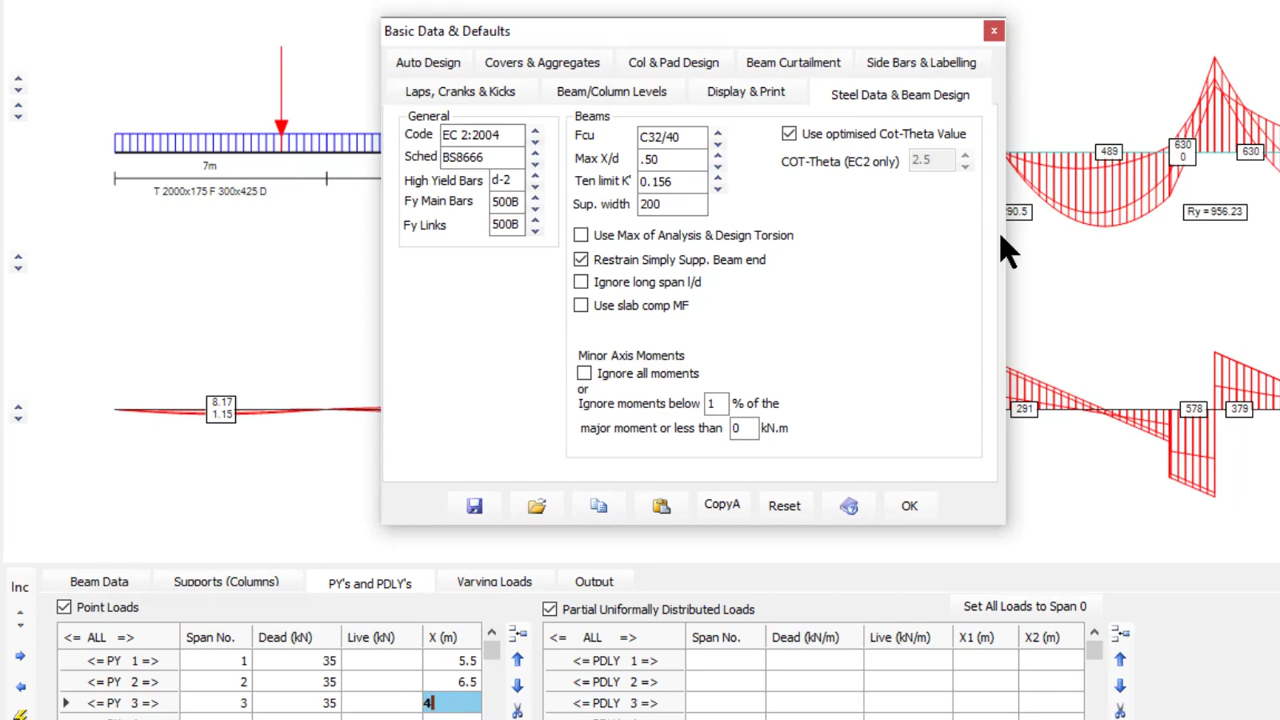 Basic Data & Defaults
x
Auto Design Covers & Aggregates Col & Pad Design Beam Curtailment Side Bars & Labelling
Laps, Cranks & Kicks Beam/Column Levels Display & Print Steel Data & Beam Design
General
Code EC 2:2004
Sched BS8666
High Yield Bars d-2
Fy Main Bars 500B
Fy Links 500B
Beams
Fcu C32/40
Max X/d .50
Ten limit K' 0.156
Sup. width 200
Use optimised Cot-Theta Value
COT-Theta (EC2 only) 2.5
Use Max of Analysis & Design Torsion
Restrain Simply Supp. Beam end
Ignore long span l/d
Use slab comp MF
Minor Axis Moments
Ignore all moments
or
Ignore moments below 1 % of the
major moment or less than 0 kN.m
CopyA Reset OK
7m
T 2000x175 F 300x425 D
8.17
1.15
489
630
0
630
90.5
Ry = 956.23
291
578
379
Inc
Beam Data Supports (Columns) PY's and PDLY's Varying Loads Output
Point Loads
<= ALL => Span No. Dead (kN) Live (kN) X (m)
<= PY 1 => 1 35 5.5
<= PY 2 => 2 35 6.5
<= PY 3 => 3 35 4
Partial Uniformly Distributed Loads Set All Loads to Span 0
<= ALL => Span No. Dead (kN/m) Live (kN/m) X1 (m) X2 (m)
<= PDLY 1 =>
<= PDLY 2 =>
<= PDLY 3 =>